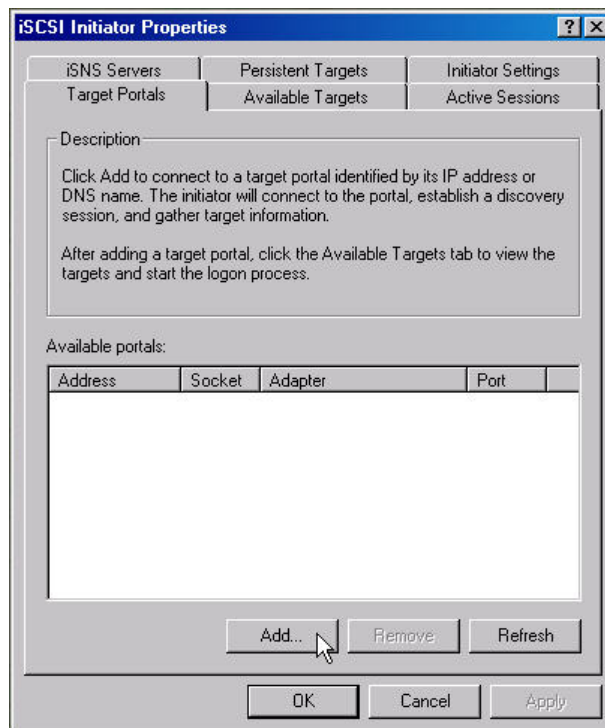 iSCSI Initiator Properties
iSNS Servers Persistent Targets Initiator Settings
Target Portals Available Targets Active Sessions
Description
Click Add to connect to a target portal identified by its IP address or
DNS name. The initiator will connect to the portal, establish a discovery
session, and gather target information.
After adding a target portal, click the Available Targets tab to view the
targets and start the logon process.
Available portals:
Address Socket Adapter Port
Add... Remove Refresh
OK Cancel Apply